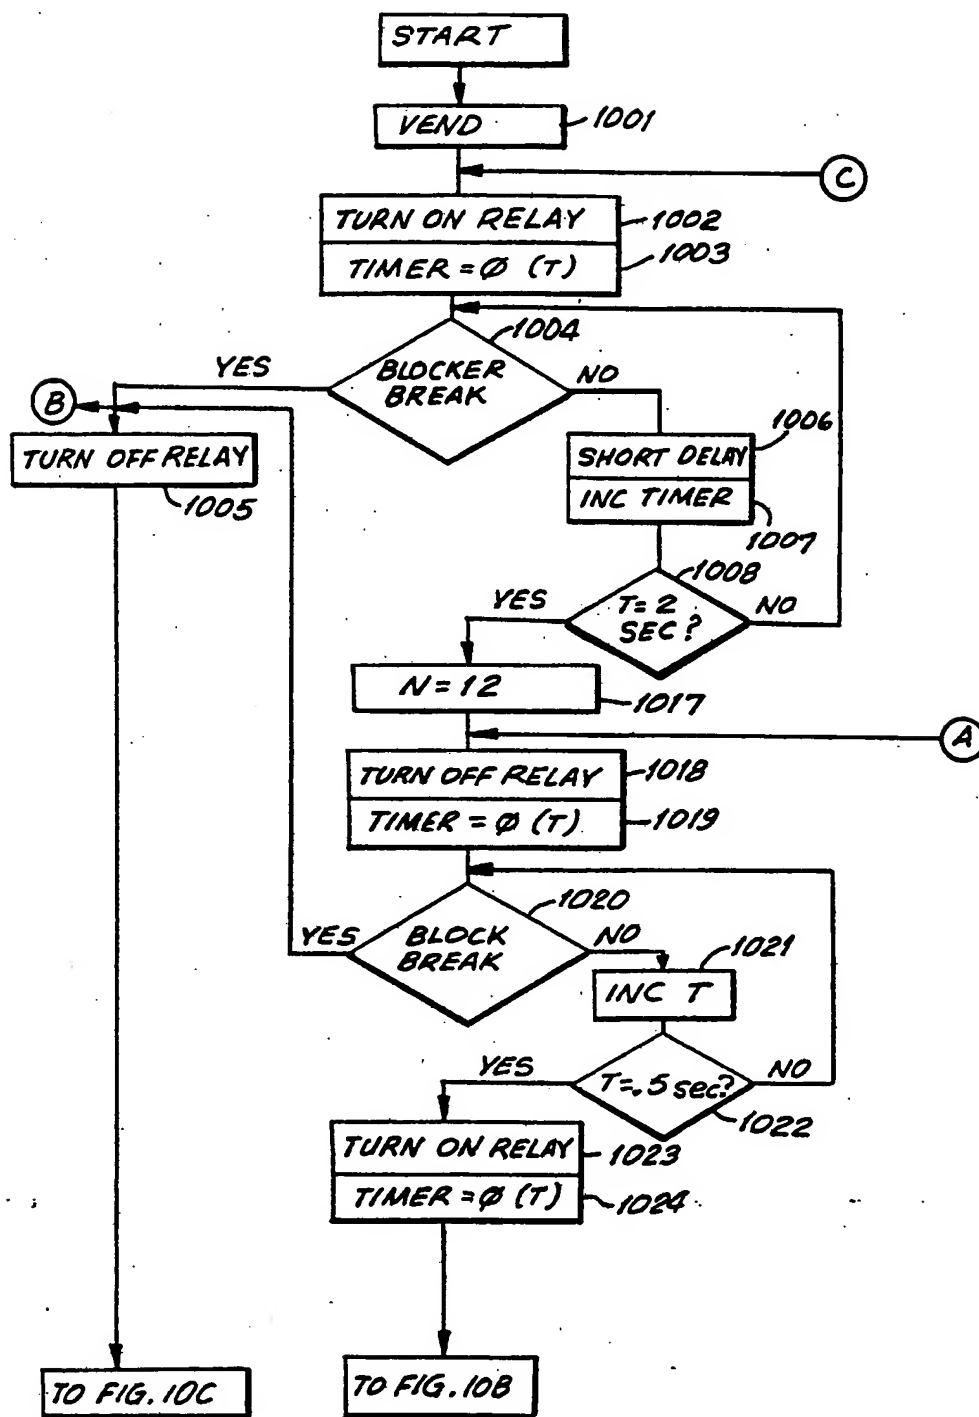 START
VEND
1001
C
TURN ON RELAY
1002
TIMER = Ø (T)
1003
1004
YES
BLOCKER
BREAK
NO
B
TURN OFF RELAY
1005
1006
SHORT DELAY
INC TIMER
1007
1008
YES
T = 2
SEC?
NO
N = 12
1017
A
TURN OFF RELAY
1018
TIMER = Ø (T)
1019
1020
YES
BLOCK
BREAK
NO
1021
INC T
YES
T = .5 sec?
NO
1022
TURN ON RELAY
1023
TIMER = Ø (T)
1024
TO FIG. 10C
TO FIG. 10B